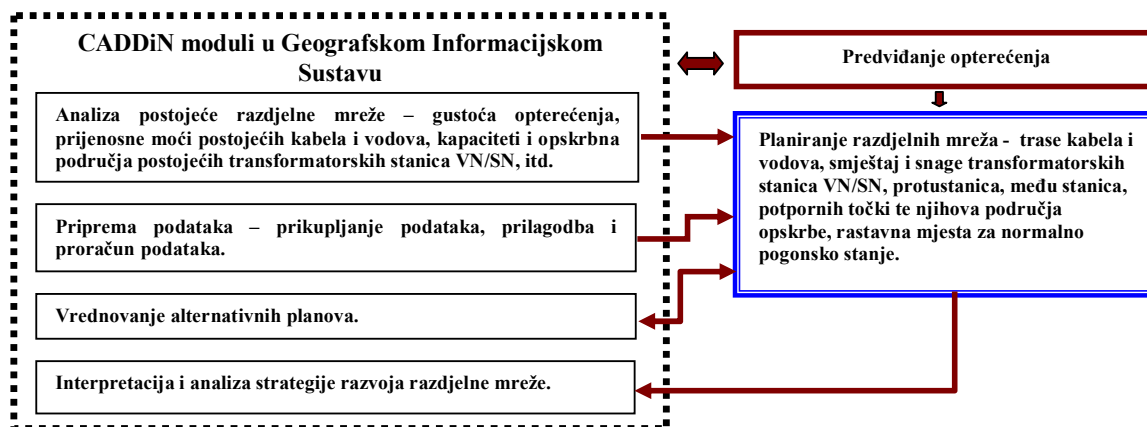 CADDiN moduli u Geografskom Informacijskom
Sustavu
Analiza postojeće razdjelne mreže – gustoća opterećenja,
prijenosne moći postojećih kabela i vodova, kapaciteti i opskrbna
područja postojećih transformatorskih stanica VN/SN, itd.
Priprema podataka – prikupljanje podataka, prilagodba i
proračun podataka.
Vrednovanje alternativnih planova.
Interpretacija i analiza strategije razvoja razdjelne mreže.
Predviđanje opterećenja
Planiranje razdjelnih mreža - trase kabela i
vodova, smještaj i snage transformatorskih
stanica VN/SN, protustanica, među stanica,
potpornih točki te njihova područja
opskrbe, rastavna mjesta za normalno
pogonsko stanje.